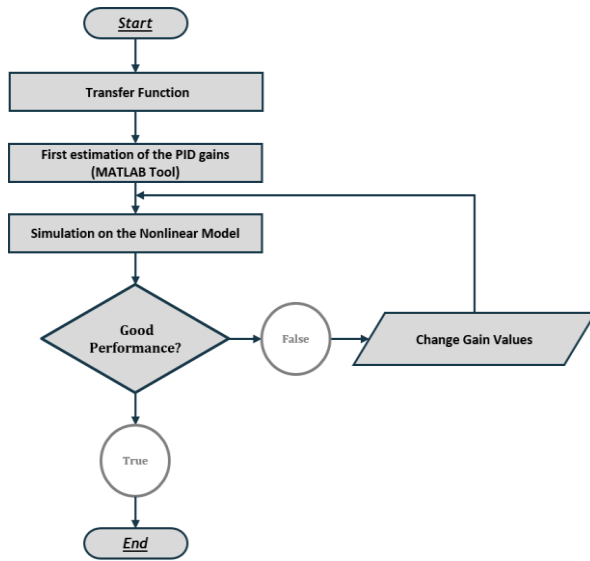 Start
Transfer Function
First estimation of the PID gains
(MATLAB Tool)
Simulation on the Nonlinear Model
Good
Performance?
False
Change Gain Values
True
End